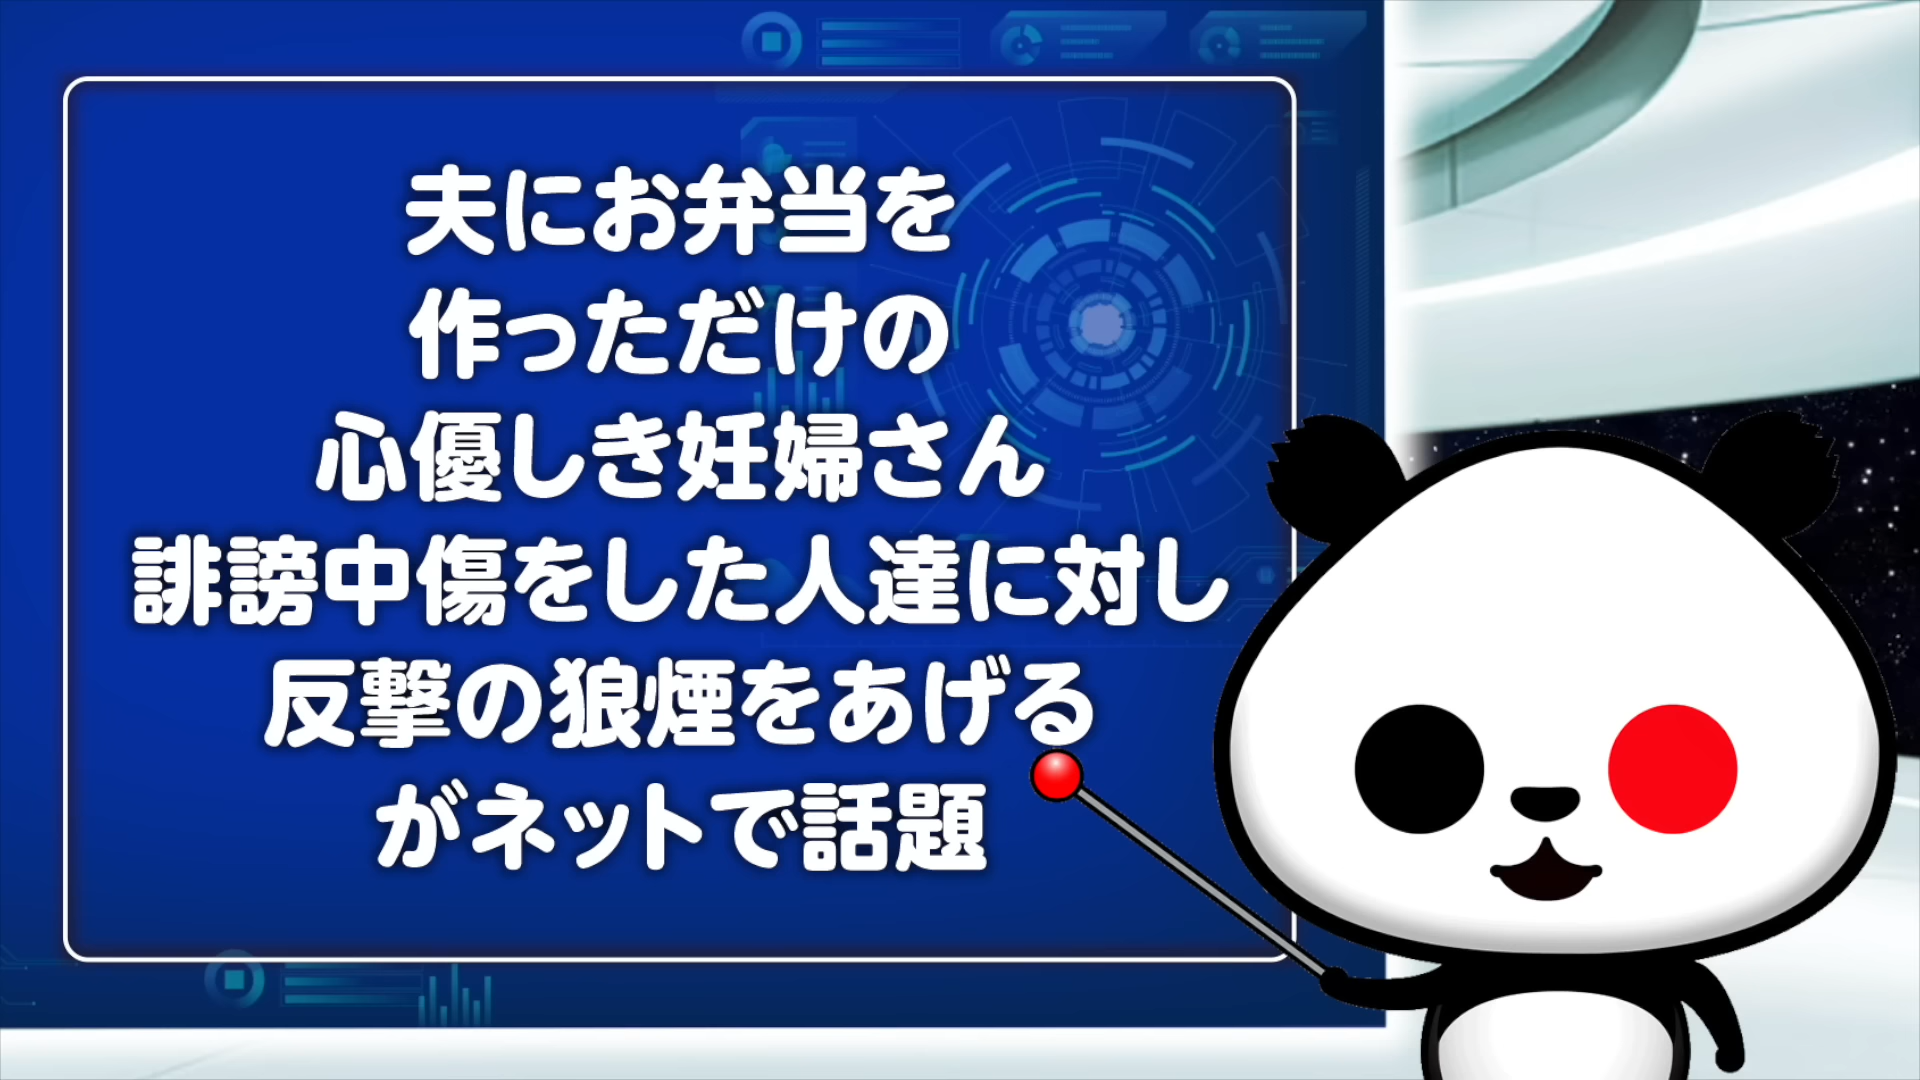 夫にお弁当を
作っただけの
心優しき妊婦さん
誹謗中傷をした人達に対し
反撃の狼煙をあげる
がネットで話題